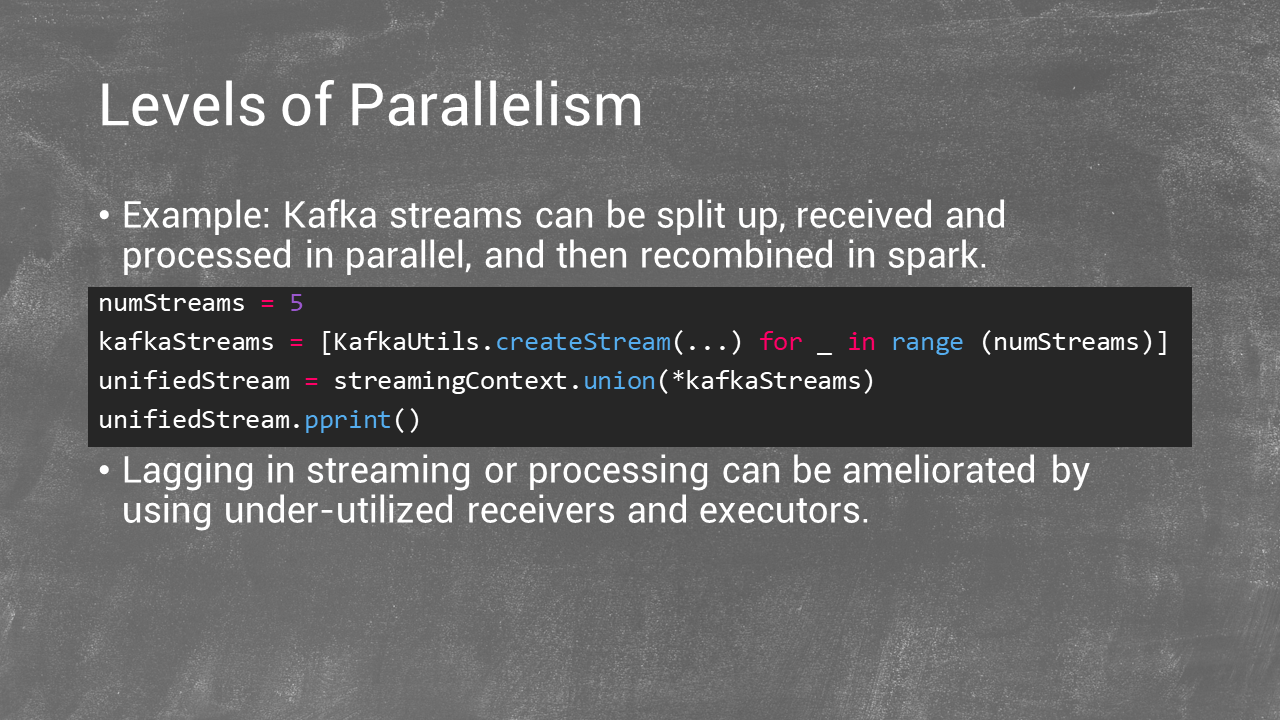 Levels of Parallelism
• Example: Kafka streams can be split up, received and
processed in parallel, and then recombined in spark.
numStreams = 5
kafkaStreams = [KafkaUtils.createStream(...) for _ in range (numStreams)]
unifiedStream = streamingContext.union(*kafkaStreams)
unifiedStream.pprint()
• Lagging in streaming or processing can be ameliorated by
using under-utilized receivers and executors.